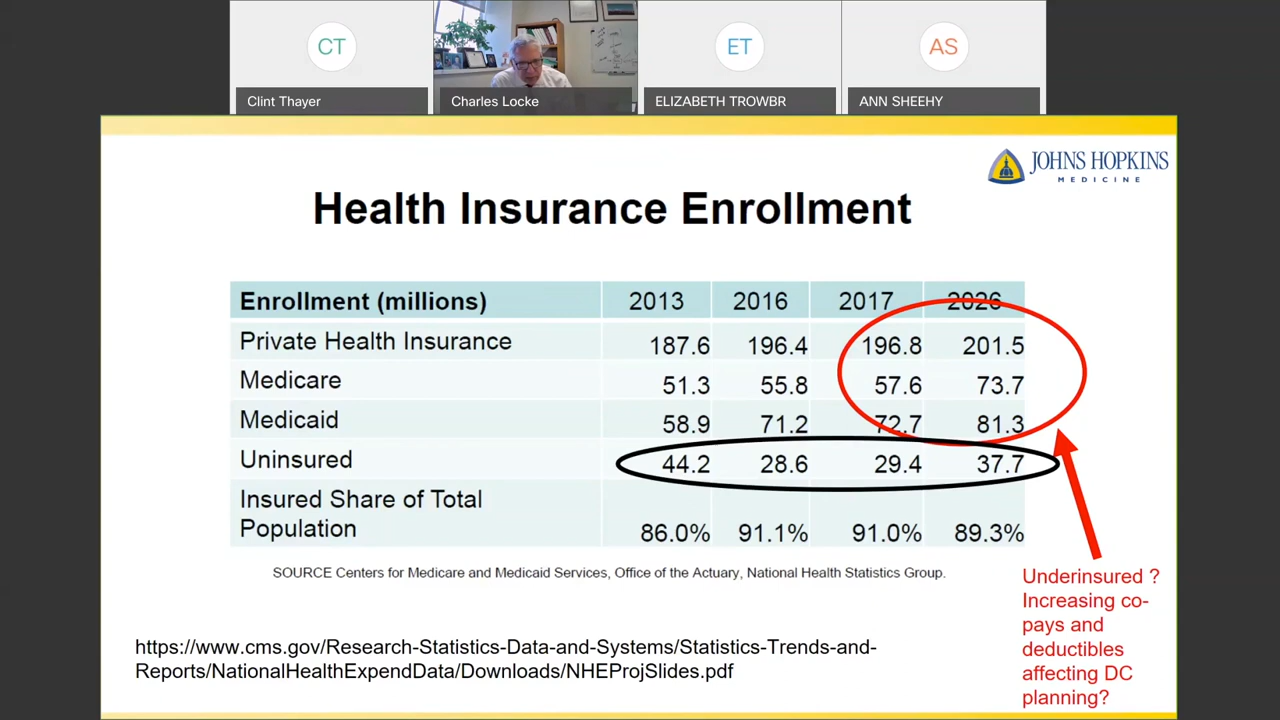 CT
ET
AS
Clint Thayer
Charles Locke
ELIZABETH TROWBR
ANN SHEEHY
JOHNS HOPKINS
MEDICINE
Health Insurance Enrollment
Enrollment (millions) 2013 2016 2017 2026
Private Health Insurance 187.6 196.4 196.8 201.5
Medicare 51.3 55.8 57.6 73.7
Medicaid 58.9 71.2 72.7 81.3
Uninsured 44.2 28.6 29.4 37.7
Insured Share of Total
Population 86.0% 91.1% 91.0% 89.3%
SOURCE Centers for Medicare and Medicaid Services, Office of the Actuary, National Health Statistics Group.
Underinsured ?
Increasing co-
pays and
deductibles
affecting DC
planning?
https://www.cms.gov/Research-Statistics-Data-and-Systems/Statistics-Trends-and-
Reports/NationalHealthExpendData/Downloads/NHEProjSlides.pdf